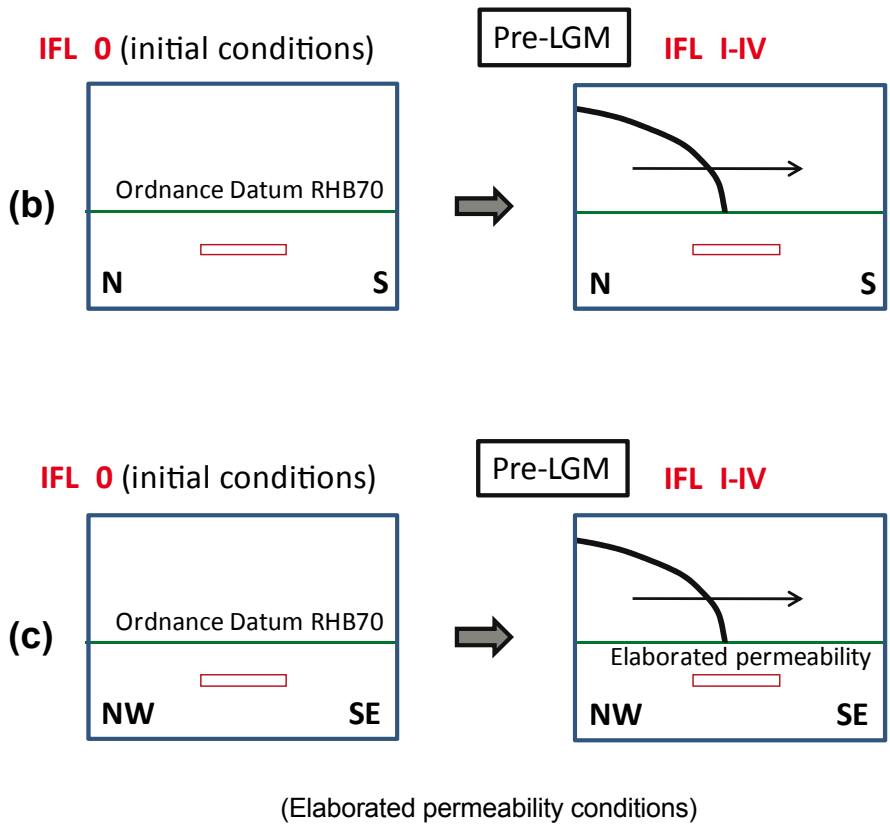 Pre-LGM
IFL 0 (initial conditions)
IFL I-IV
(b)
Ordnance Datum RHB70
N
S
N
S
Pre-LGM
IFL 0 (initial conditions)
IFL I-IV
(c)
Ordnance Datum RHB70
Elaborated permeability
NW
SE
NW
SE
(Elaborated permeability conditions)